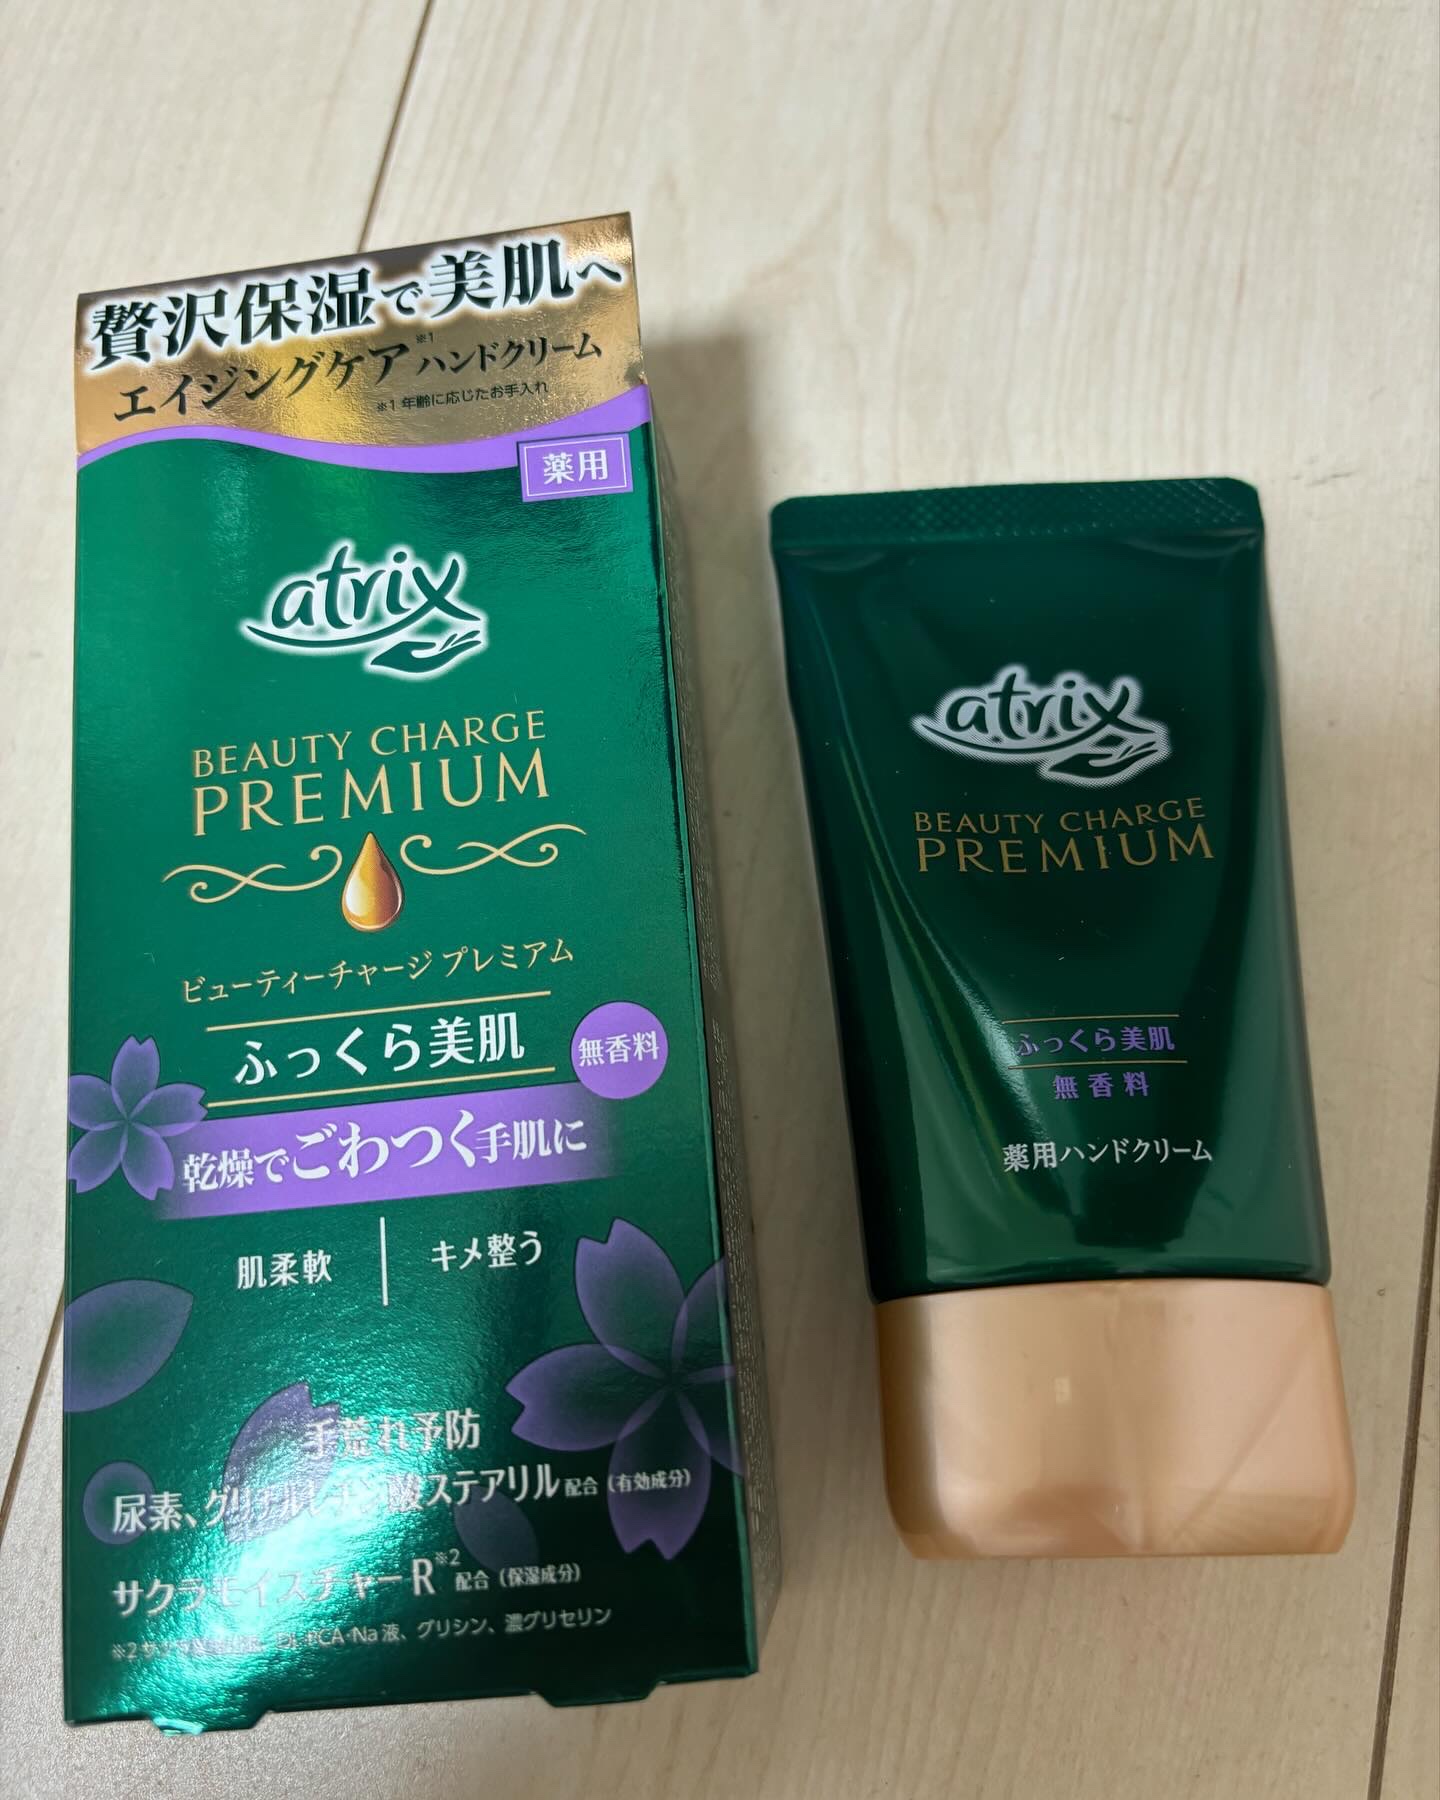 贅沢保湿で美肌へ
エイジングケア※1ハンドクリーム
※1 年齢に応じたお手入れ
薬用
atrix
BEAUTY CHARGE
PREMIUM
ビューティーチャージ プレミアム
ふっくら美肌
無香料
乾燥でごわつく手肌に
肌柔軟
キメ整う
手荒れ予防
尿素、グリチルレチン酸ステアリル配合（有効成分）
サクラモイスチャーR※2配合（保湿成分）
DL-PCA・Na液、グリシン、濃グリセリン
atrix
BEAUTY CHARGE
PREMIUM
ふっくら美肌
無香料
薬用ハンドクリーム